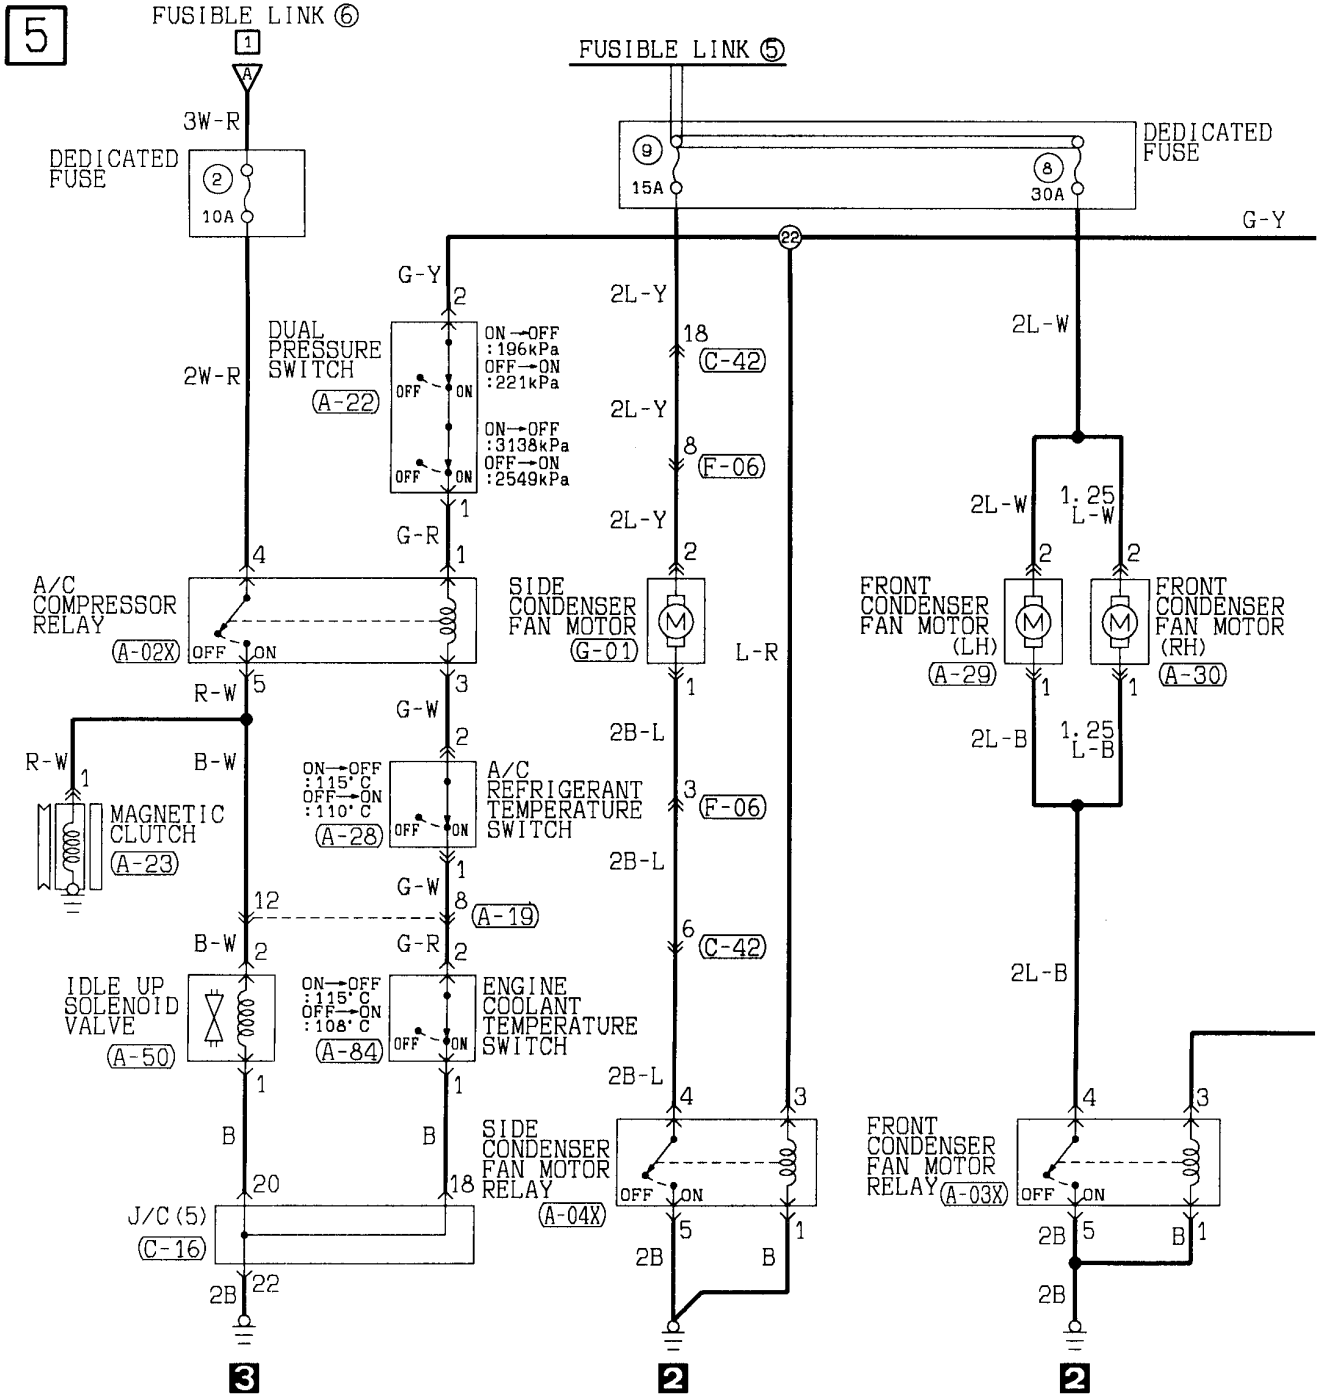 5
FUSIBLE LINK ⑥
1
A
3W-R
DEDICATED
FUSE
②
10A
2W-R
FUSIBLE LINK ⑤
DEDICATED
FUSE
⑨
15A
⑧
30A
G-Y
22
G-Y
2
DUAL
PRESSURE
SWITCH
A-22
ON→OFF
:196kPa
OFF→ON
:221kPa
OFF
ON
ON→OFF
:3138kPa
OFF→ON
:2549kPa
OFF
ON
1
G-R
1
4
A/C
COMPRESSOR
RELAY
A-02X
OFF
ON
5
R-W
3
G-W
2
R-W
1
B-W
MAGNETIC
CLUTCH
A-23
ON→OFF
:115°C
OFF→ON
:110°C
A-28
OFF
ON
A/C
REFRIGERANT
TEMPERATURE
SWITCH
1
G-W
12
8
A-19
B-W
2
G-R
2
IDLE UP
SOLENOID
VALVE
A-50
ON→OFF
:115°C
OFF→ON
:108°C
A-84
OFF
ON
ENGINE
COOLANT
TEMPERATURE
SWITCH
1
1
B
B
20
18
J/C(5)
C-16
22
2B
3
2L-Y
18
C-42
2L-Y
8
F-06
2L-Y
2
SIDE
CONDENSER
FAN MOTOR
G-01
M
1
L-R
2B-L
3
F-06
2B-L
6
C-42
2B-L
4
3
SIDE
CONDENSER
FAN MOTOR
RELAY
A-04X
OFF
ON
5
1
2B
B
2
2L-W
2L-W
1.25
L-W
2
2
FRONT
CONDENSER
FAN MOTOR
(LH)
A-29
M
M
FRONT
CONDENSER
FAN MOTOR
(RH)
A-30
1
1
2L-B
1.25
L-B
2L-B
4
3
FRONT
CONDENSER
FAN MOTOR
RELAY
A-03X
OFF
ON
5
1
2B
B
2B
2